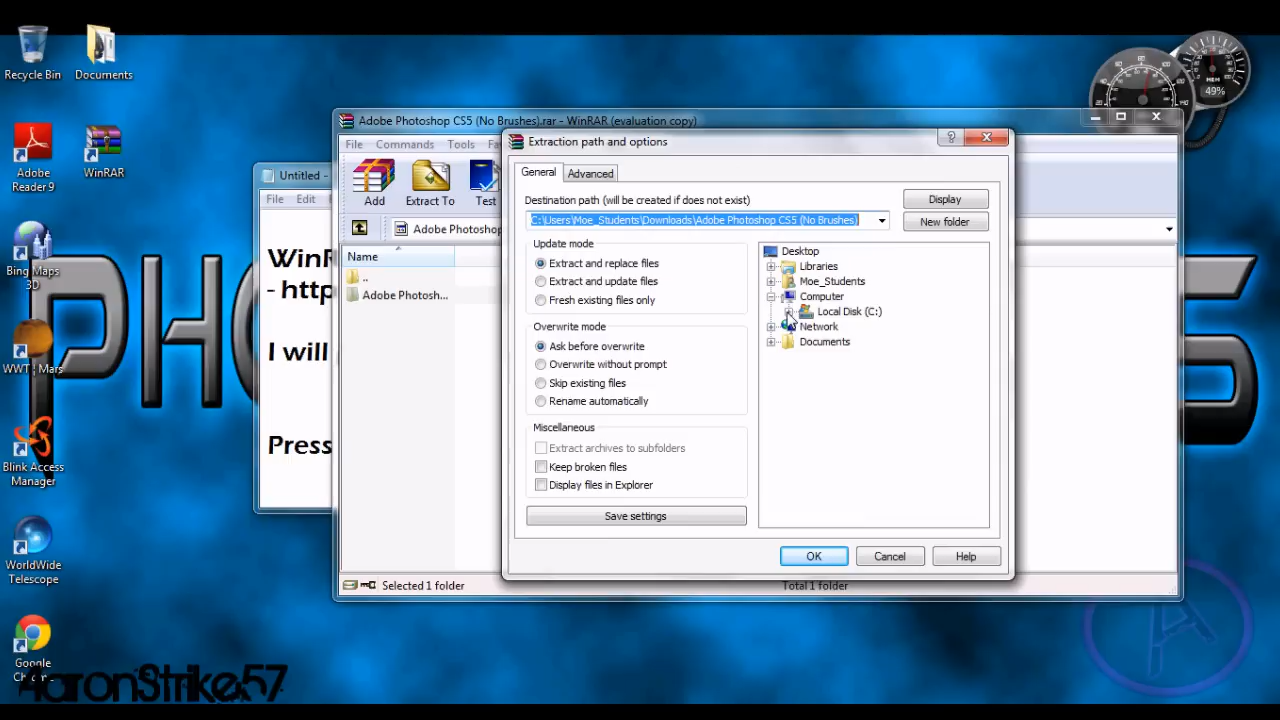 Recycle Bin
Documents
Adobe
Reader 9
WinRAR
Bing Maps
3D
WWT ¦ Mars
Blink Access
Manager
WorldWide
Telescope
Google
AaronStrike57
49%
Untitled -
File Edit
WinR
- http
I will
Press
Adobe Photoshop CS5 (No Brushes).rar - WinRAR (evaluation copy)
File Commands Tools Fav
Add
Extract To
Test
Adobe Photoshop
Name
..
Adobe Photosh...
Selected 1 folder
Total 1 folder
Extraction path and options
General
Advanced
Destination path (will be created if does not exist)
C:\Users\Moe_Students\Downloads\Adobe Photoshop CS5 (No Brushes)
Display
New folder
Update mode
Extract and replace files
Extract and update files
Fresh existing files only
Overwrite mode
Ask before overwrite
Overwrite without prompt
Skip existing files
Rename automatically
Miscellaneous
Extract archives to subfolders
Keep broken files
Display files in Explorer
Save settings
Desktop
Libraries
Moe_Students
Computer
Local Disk (C:)
Network
Documents
OK
Cancel
Help